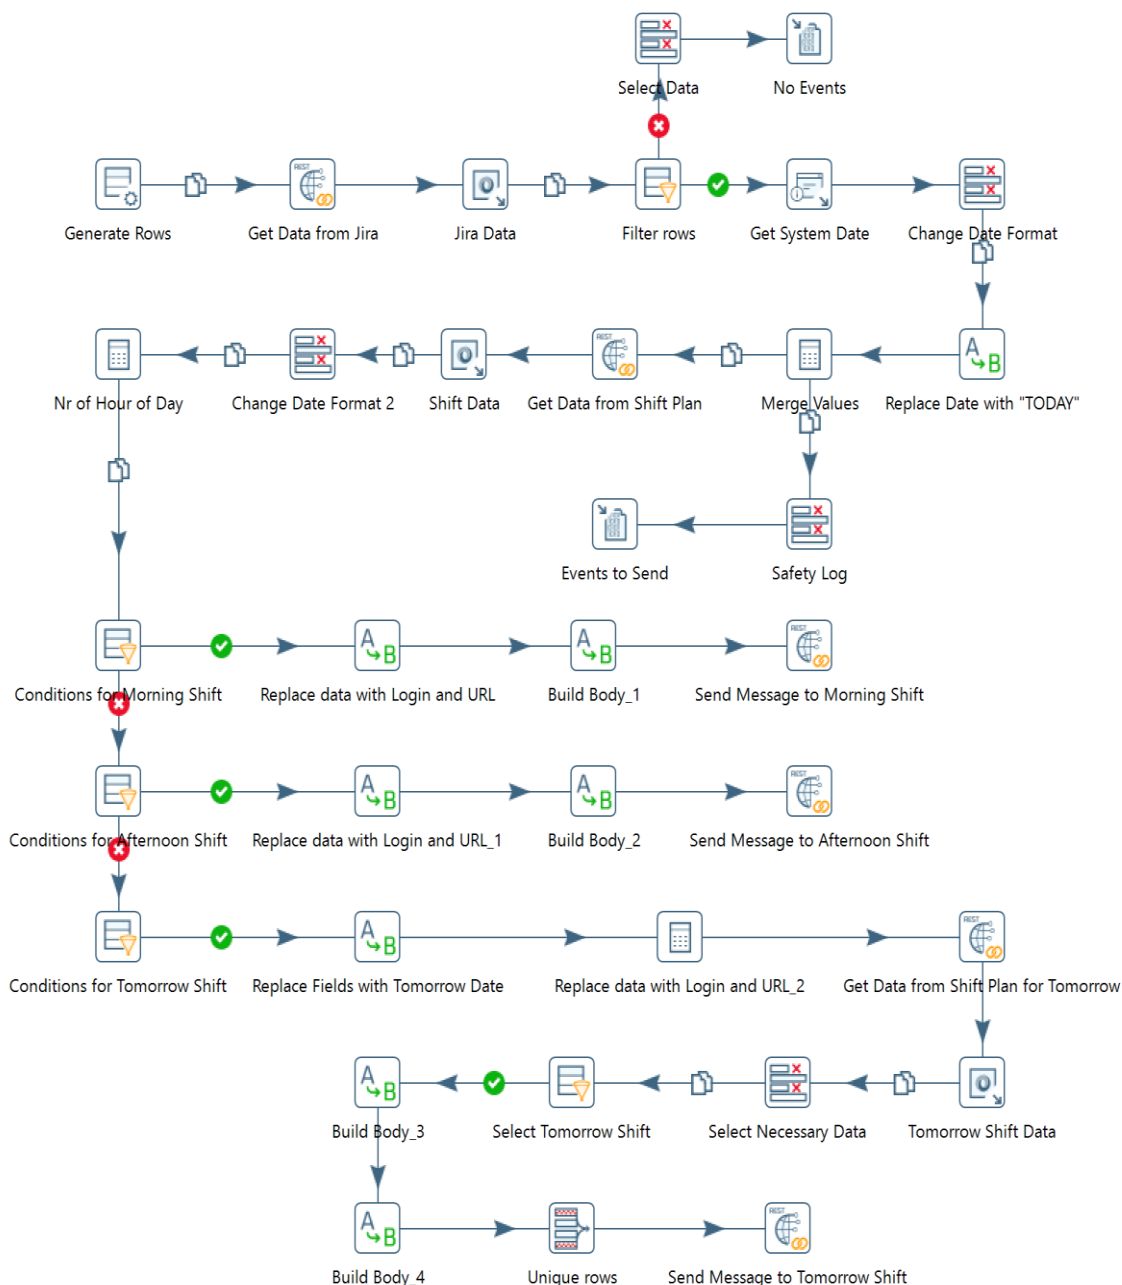 Select Data
No Events
Generate Rows
Get Data from Jira
Jira Data
Filter rows
Get System Date
Change Date Format
Nr of Hour of Day
Change Date Format 2
Shift Data
Get Data from Shift Plan
Merge Values
Replace Date with "TODAY"
Events to Send
Safety Log
Conditions for Morning Shift
Replace data with Login and URL
Build Body_1
Send Message to Morning Shift
Conditions for Afternoon Shift
Replace data with Login and URL_1
Build Body_2
Send Message to Afternoon Shift
Conditions for Tomorrow Shift
Replace Fields with Tomorrow Date
Replace data with Login and URL_2
Get Data from Shift Plan for Tomorrow
Build Body_3
Select Tomorrow Shift
Select Necessary Data
Tomorrow Shift Data
Build Body_4
Unique rows
Send Message to Tomorrow Shift